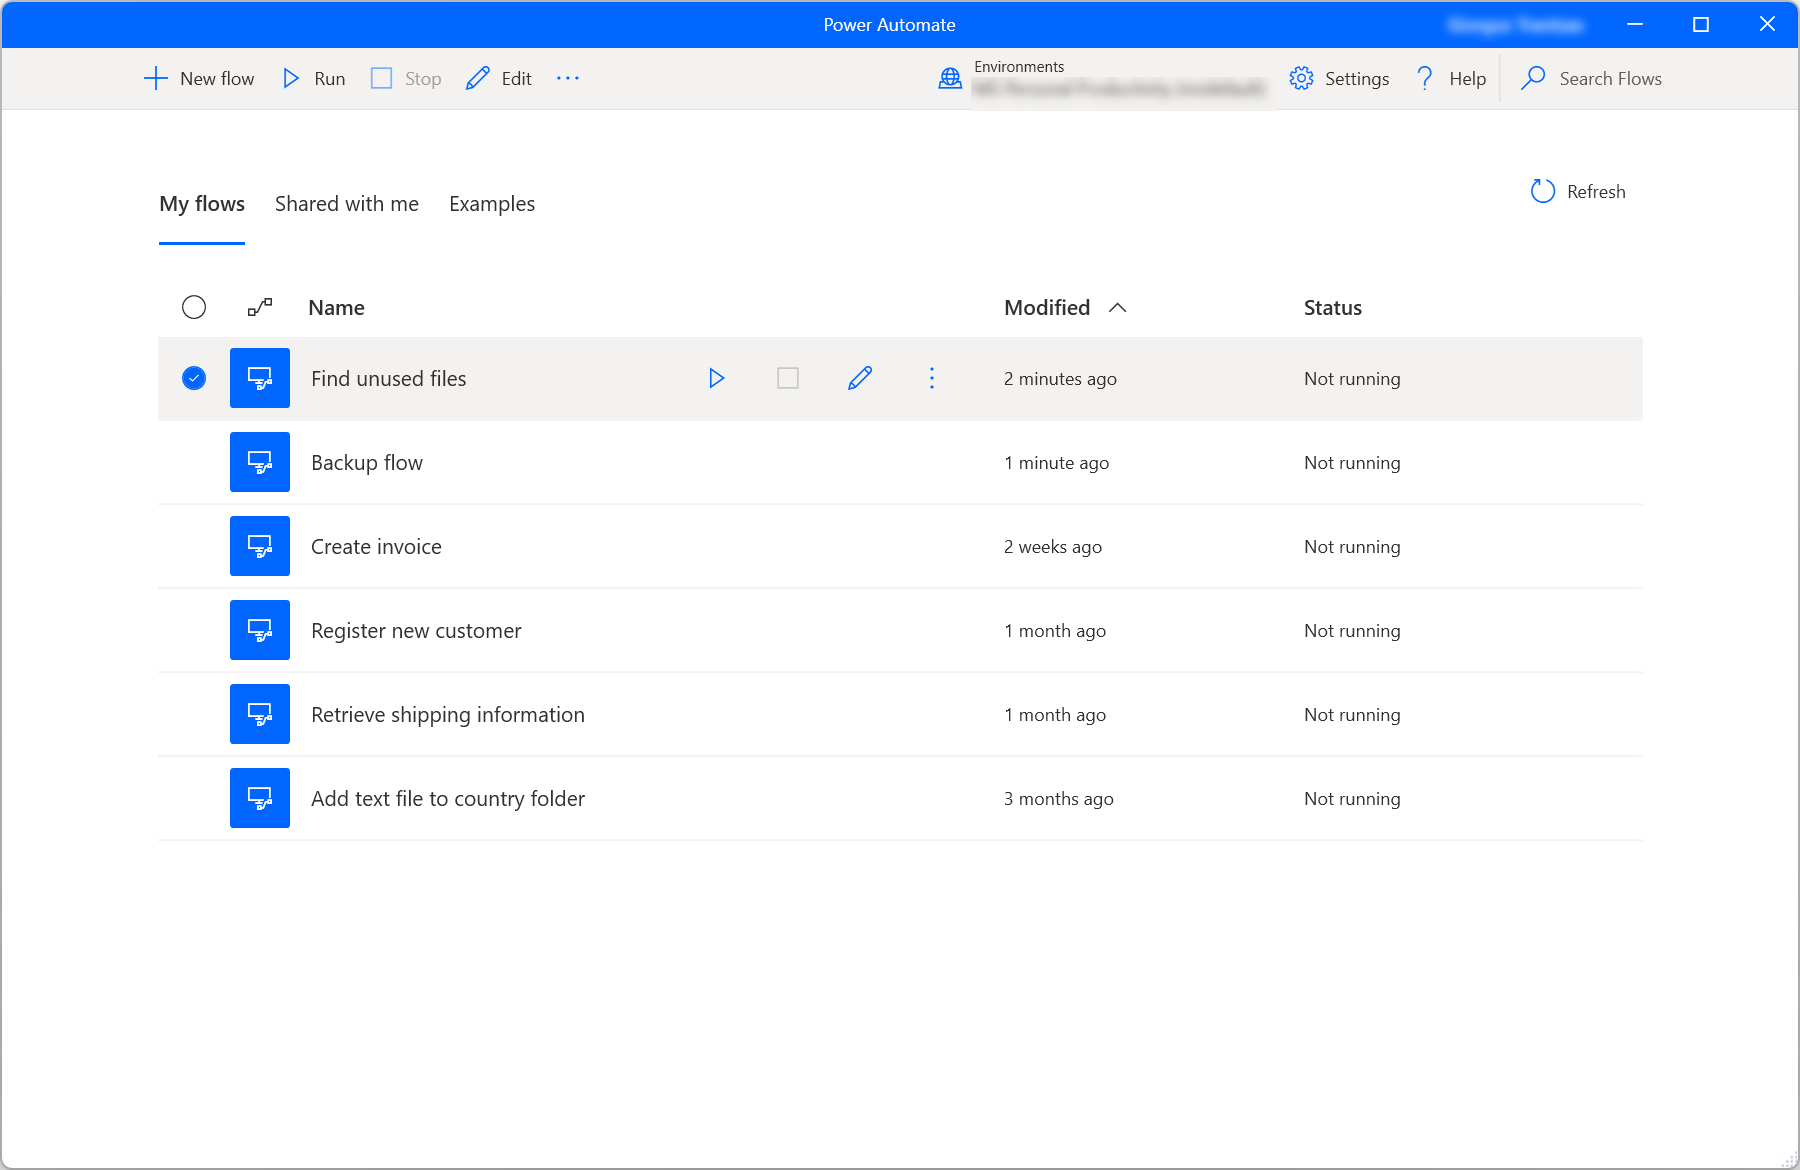 Power Automate
New flow Run Stop Edit ··· Environments Settings Help Search Flows
My flows Shared with me Examples Refresh
Name Modified Status
Find unused files 2 minutes ago Not running
Backup flow 1 minute ago Not running
Create invoice 2 weeks ago Not running
Register new customer 1 month ago Not running
Retrieve shipping information 1 month ago Not running
Add text file to country folder 3 months ago Not running